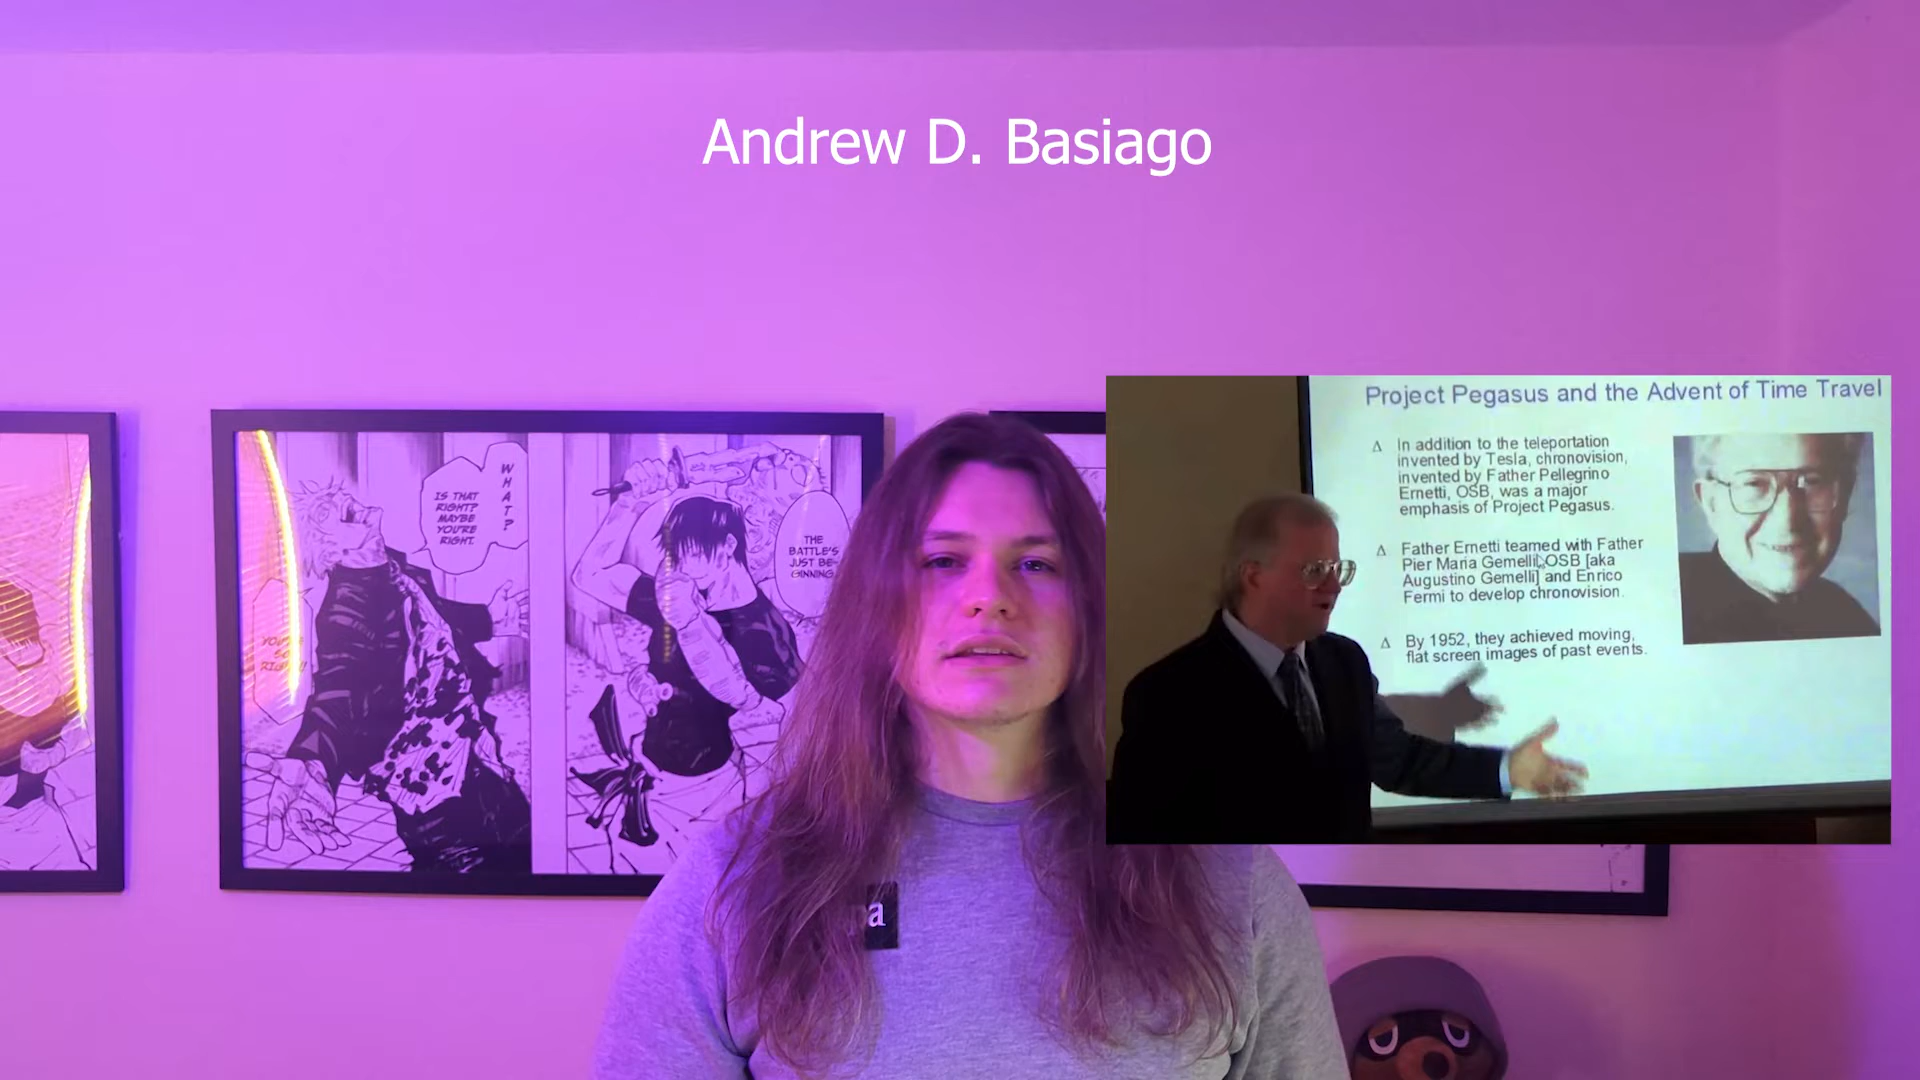 Andrew D. Basiago
Project Pegasus and the Advent of Time Travel
Δ In addition to the teleportation
invented by Tesla, chronovision,
invented by Father Pellegrino
Ernetti, OSB, was a major
emphasis of Project Pegasus.
Δ Father Ernetti teamed with Father
Pier Maria Gemelli, OSB [aka
Augustino Gemelli] and Enrico
Fermi to develop chronovision.
Δ By 1952, they achieved moving,
flat screen images of past events.
WHAT?
IS THAT
RIGHT?
MAYBE
YOU'RE
RIGHT.
THE
BATTLE'S
JUST BE-
GINNING.
a